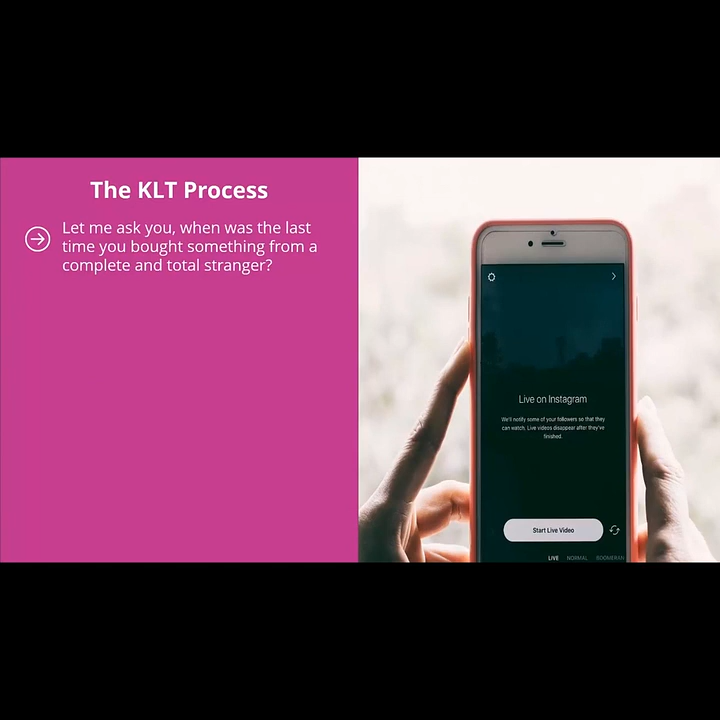 The KLT Process
Let me ask you, when was the last
time you bought something from a
complete and total stranger?
Live on Instagram
We'll notify some of your followers so that they
can watch. Live videos disappear after they've
finished.
Start Live Video
LIVE NORMAL BOOMERAN